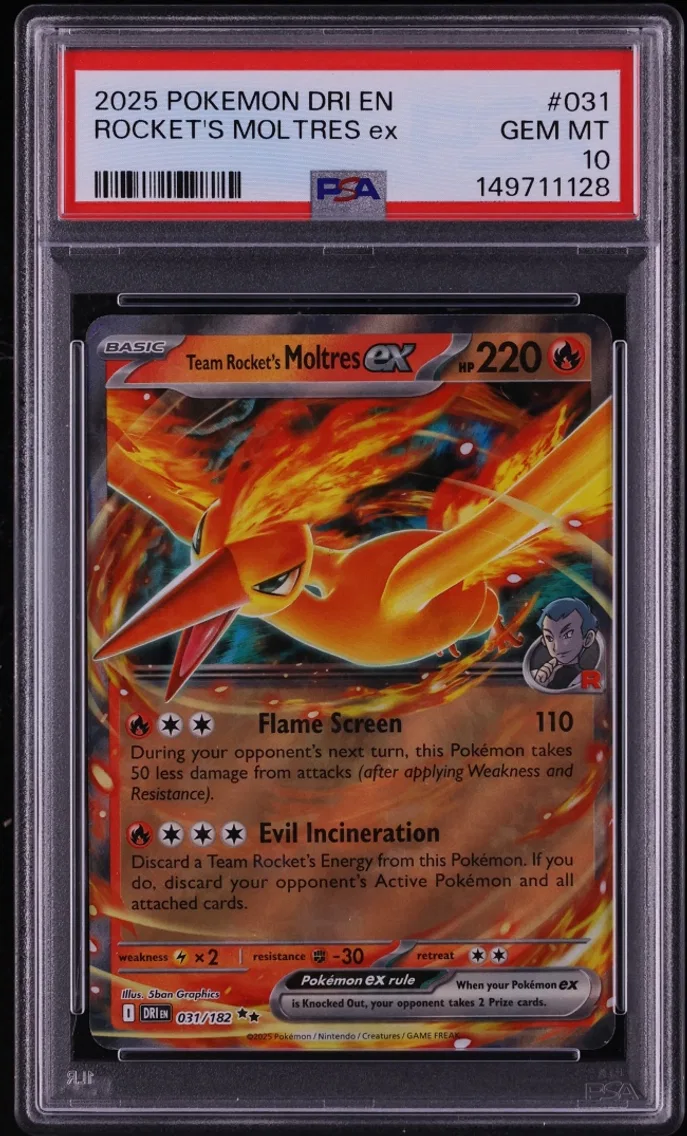 2025 POKEMON DRI EN #031
ROCKET'S MOLTRES ex GEM MT
10
PSA 149711128
BASIC
Team Rocket's Moltres ex HP 220
R
Flame Screen 110
During your opponent's next turn, this Pokémon takes
50 less damage from attacks (after applying Weakness and
Resistance).
Evil Incineration
Discard a Team Rocket's Energy from this Pokémon. If you
do, discard your opponent's Active Pokémon and all
attached cards.
weakness ×2 resistance -30 retreat
Pokémon ex rule When your Pokémon ex
is Knocked Out, your opponent takes 2 Prize cards.
Illus. 5ban Graphics
I DRI EN 031/182
©2025 Pokémon / Nintendo / Creatures / GAME FREAK